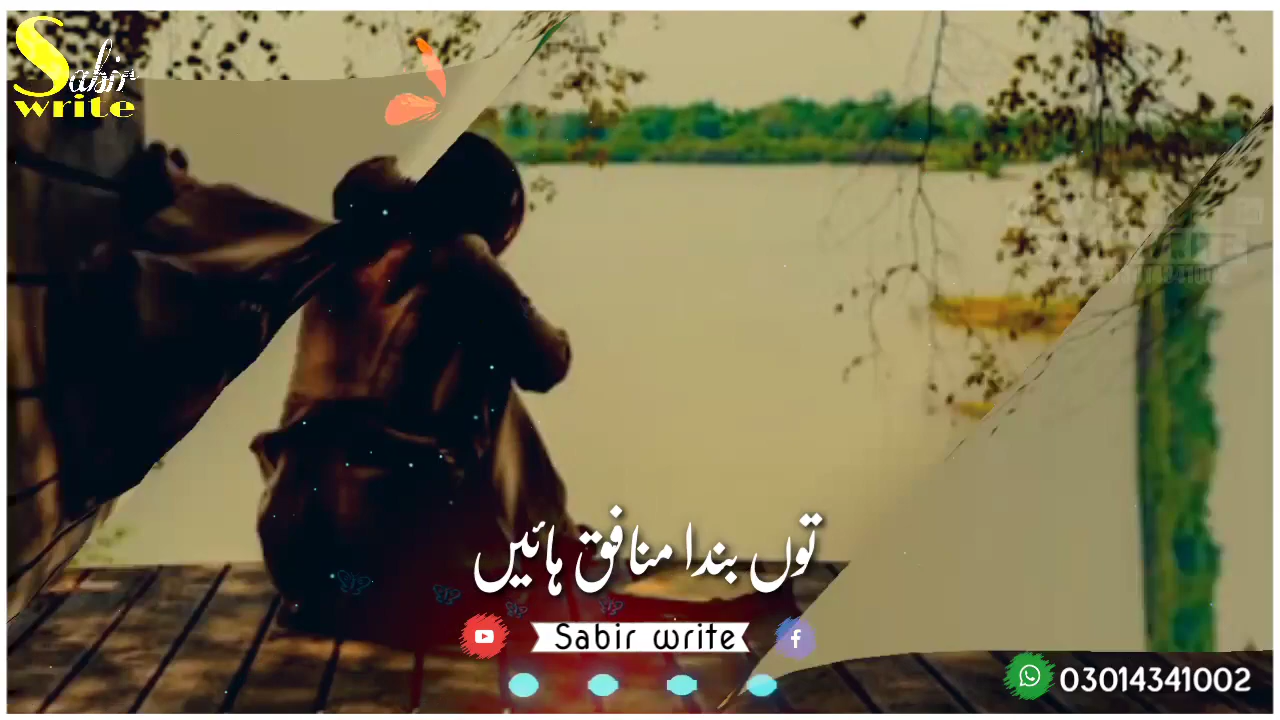 Sabir
write
توں بندا منافق ہائیں
Sabir write
03014341002